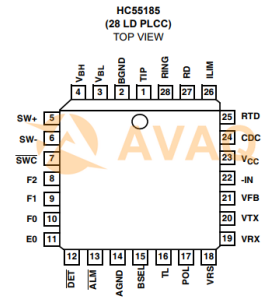 HC55185
(28 LD PLCC)
TOP VIEW
VBH VBL BGND TIP RING RD ILIM
4 3 2 1 28 27 26
SW+ 5 25 RTD
SW- 6 24 CDC
SWC 7 23 VCC
F2 8 22 -IN
F1 9 21 VFB
F0 10 20 VTX
E0 11 19 VRX
12 13 14 15 16 17 18
DET ALM AGND BSEL TL POL VRS
AVAQ